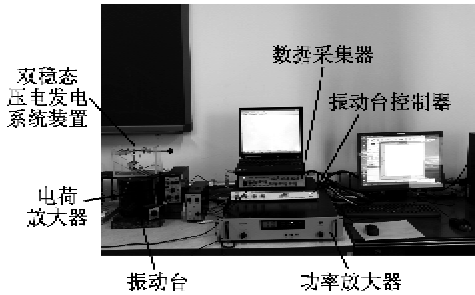 数据采集器
双稳态
压电发电
系统装置
振动台控制器
电荷
放大器
振动台
功率放大器